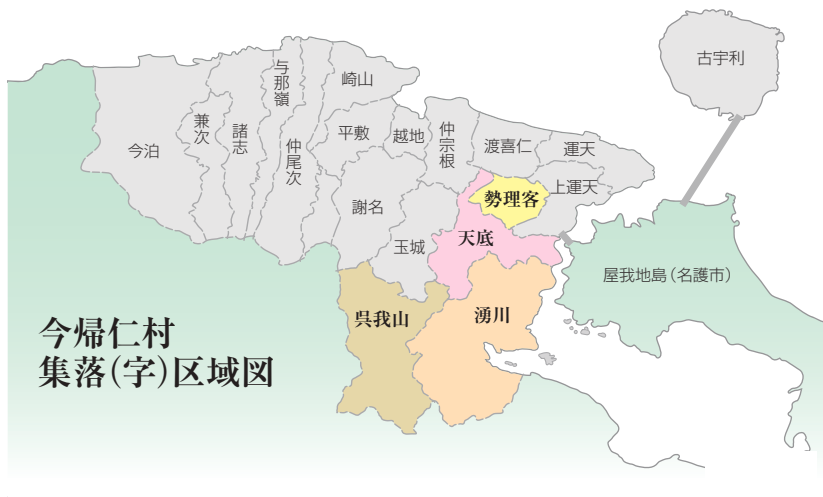 古宇利
与那嶺
崎山
兼次
諸志
今泊
仲尾次
平敷
越地
仲宗根
渡喜仁
運天
上運天
勢理客
謝名
玉城
天底
屋我地島（名護市）
呉我山
湧川
今帰仁村
集落（字）区域図